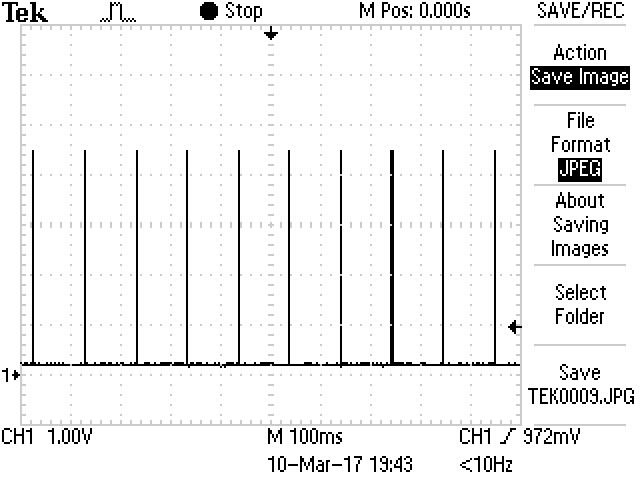 Tek Stop M Pos: 0.000s SAVE/REC
Action
Save Image
File
Format
JPEG
About
Saving
Images
Select
Folder
1
Save
TEK0009.JPG
CH1 1.00V M 100ms CH1 972mV
10-Mar-17 19:43 <10Hz